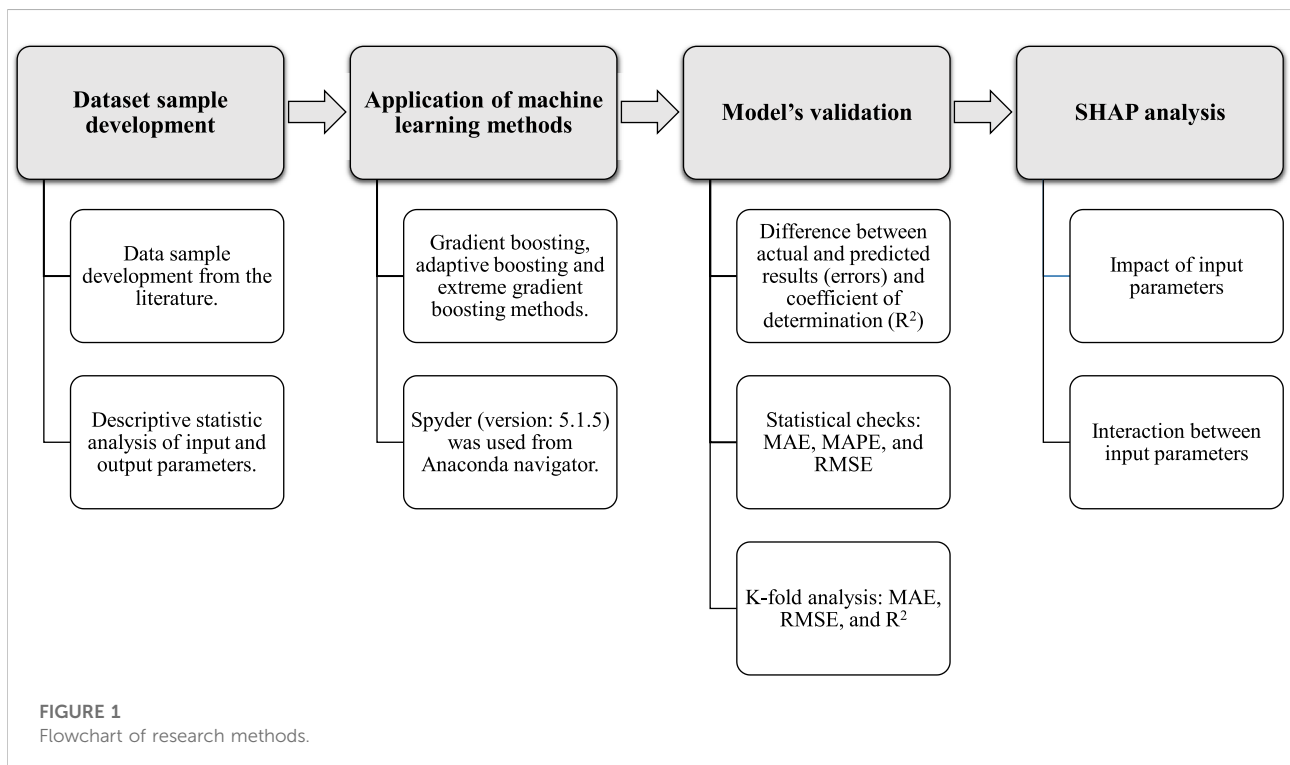 Dataset sample
development
Data sample
development from the
literature.
Descriptive statistic
analysis of input and
output parameters.
Application of machine
learning methods
Gradient boosting,
adaptive boosting and
extreme gradient
boosting methods.
Spyder (version: 5.1.5)
was used from
Anaconda navigator.
Model's validation
Difference between
actual and predicted
results (errors) and
coefficient of
determination (R²)
Statistical checks:
MAE, MAPE, and
RMSE
K-fold analysis: MAE,
RMSE, and R²
SHAP analysis
Impact of input
parameters
Interaction between
input parameters
FIGURE 1
Flowchart of research methods.